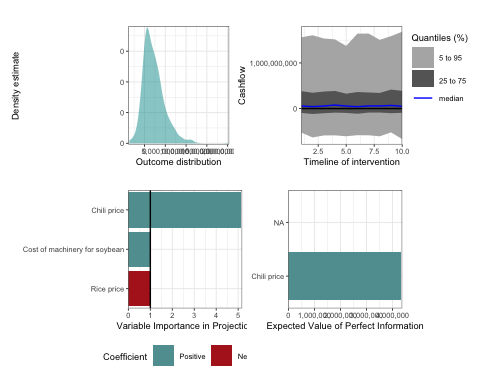 Density estimate
0
0
0
0
Outcome distribution
Cashflow
1,000,000,000
0
2.5 5.0 7.5 10.0
Timeline of intervention
Quantiles (%)
5 to 95
25 to 75
median
Chili price
Cost of machinery for soybean
Rice price
0 1 2 3 4 5
Variable Importance in Projectic
Coefficient Positive Ne
NA
Chili price
0
Expected Value of Perfect Information